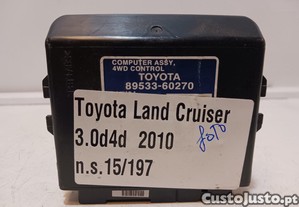 COMPUTER ASSY,
4WD CONTROL
TOYOTA
89533-60270
Toyota Land Cruiser
3.0d4d 2010
n.s.15/197
CustoJusto.pt